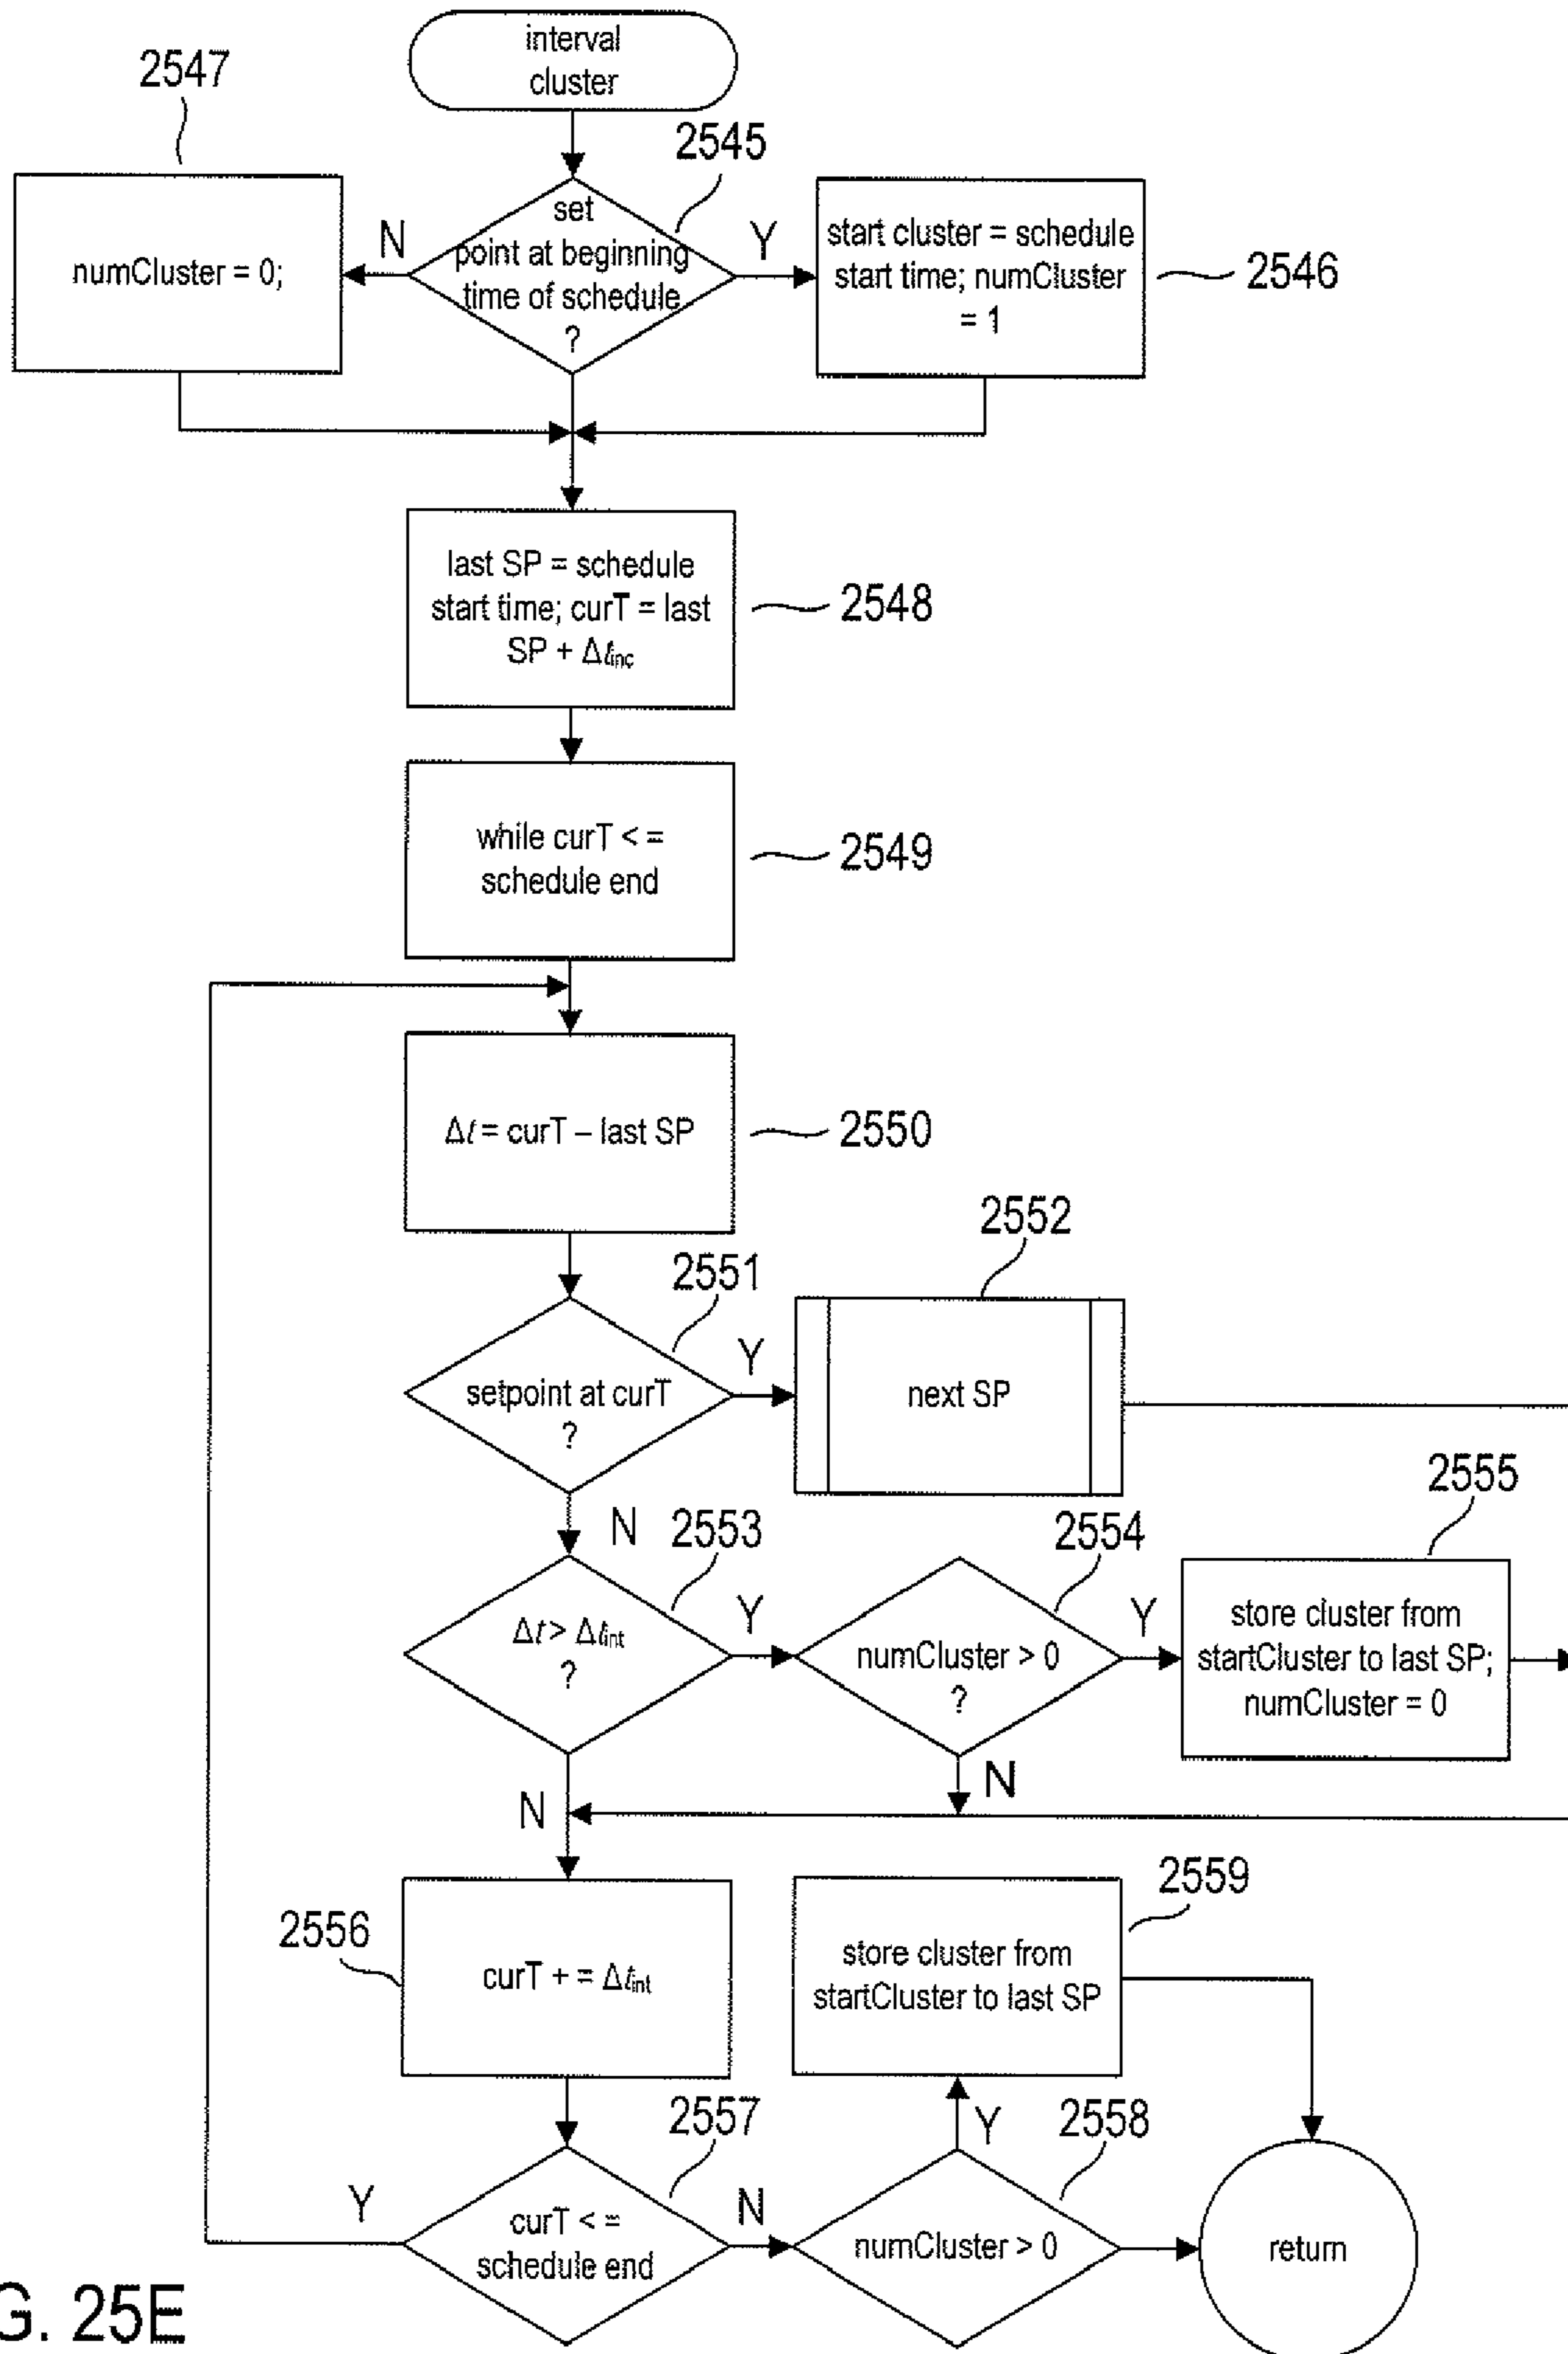 interval
cluster
2547
2545
set
point at beginning
time of schedule
?
N
Y
numCluster = 0;
start cluster = schedule
start time; numCluster
= 1
2546
last SP = schedule
start time; curT = last
SP + Δtinc
2548
while curT < =
schedule end
2549
Δt = curT – last SP
2550
2552
2551
setpoint at curT
?
Y
next SP
N
2553
2554
2555
Δt > Δtint
?
Y
numCluster > 0
?
Y
store cluster from
startCluster to last SP;
numCluster = 0
N
N
2556
curT + = Δtint
2559
store cluster from
startCluster to last SP
2557
Y
2558
Y
curT < =
schedule end
N
numCluster > 0
return
G. 25E